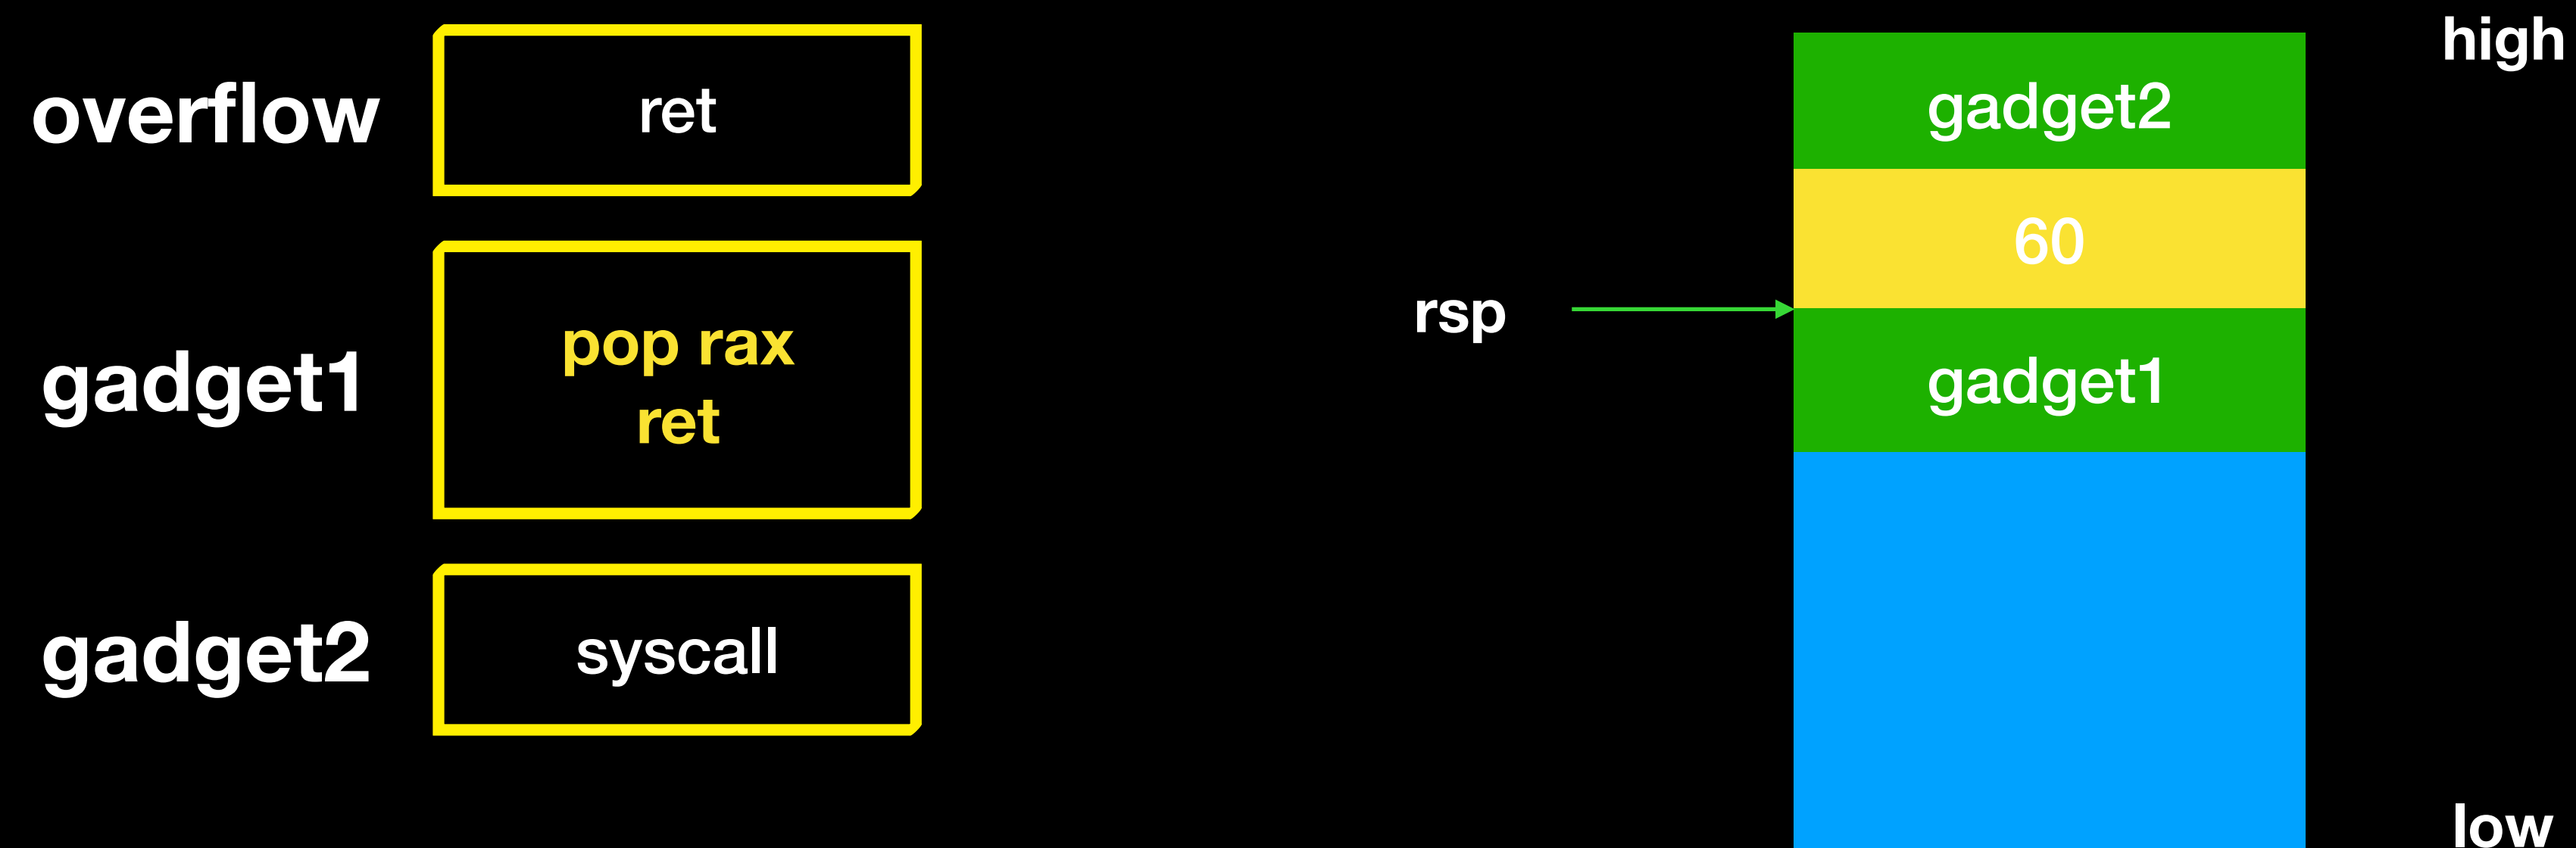 overflow
ret
gadget1
pop rax
ret
gadget2
syscall
rsp
gadget2
60
gadget1
high
low